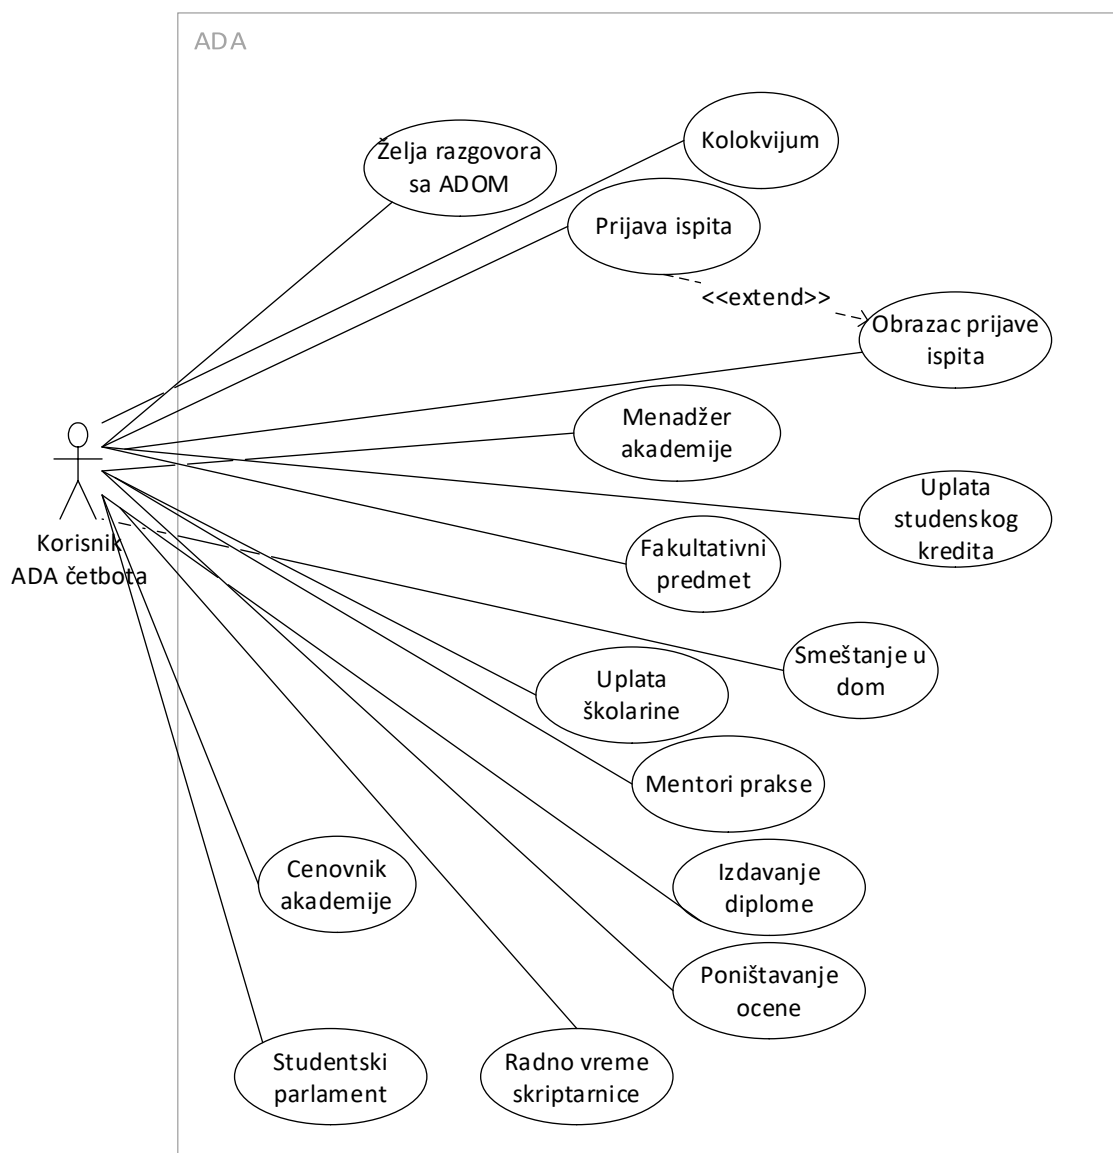 ADA
Želja razgovora
sa ADOM
Kolokvijum
Prijava ispita
<<extend>>
Obrazac prijave
ispita
Menadžer
akademije
Uplata
studenskog
kredita
Korisnik
ADA četbota
Fakultativni
predmet
Smeštanje u
dom
Uplata
školarine
Mentori prakse
Cenovnik
akademije
Izdavanje
diplome
Poništavanje
ocene
Studentski
parlament
Radno vreme
skriptarnice